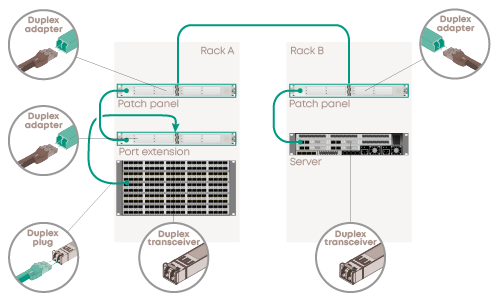 Duplex
adapter
Rack A
Rack B
Duplex
adapter
Patch panel
Patch panel
Duplex
adapter
Port extension
Server
Duplex
plug
Duplex
transceiver
Duplex
transceiver